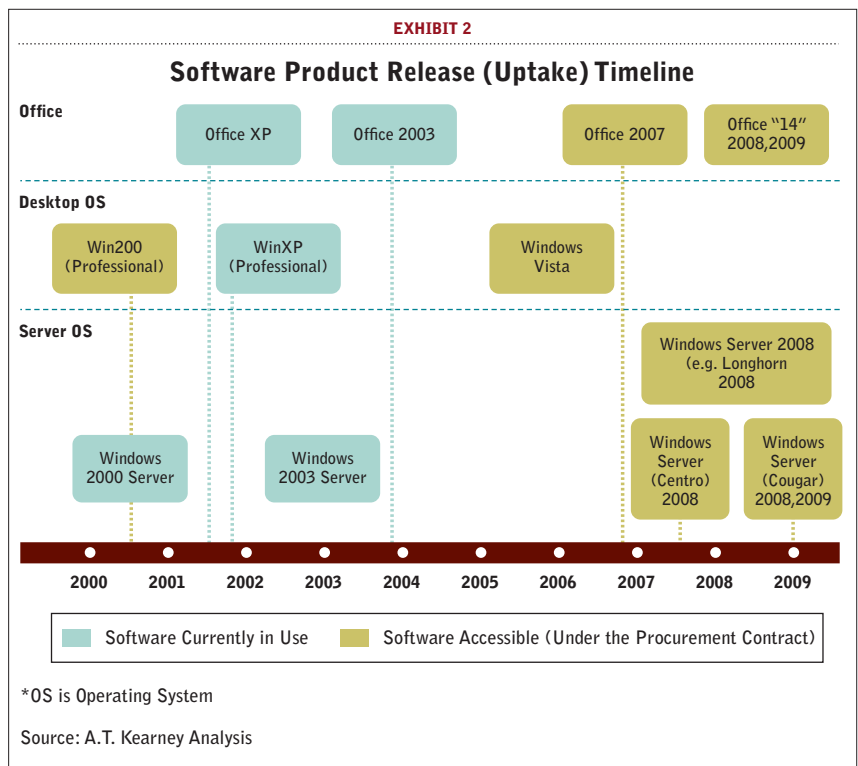 EXHIBIT 2
Software Product Release (Uptake) Timeline
Office
Office XP
Office 2003
Office 2007
Office “14”
2008,2009
Desktop OS
Win200
(Professional)
WinXP
(Professional)
Windows
Vista
Server OS
Windows Server 2008
(e.g. Longhorn
2008
Windows
2000 Server
Windows
2003 Server
Windows
Server
(Centro)
2008
Windows
Server
(Cougar)
2008,2009
2000 2001 2002 2003 2004 2005 2006 2007 2008 2009
Software Currently in Use
Software Accessible (Under the Procurement Contract)
*OS is Operating System
Source: A.T. Kearney Analysis